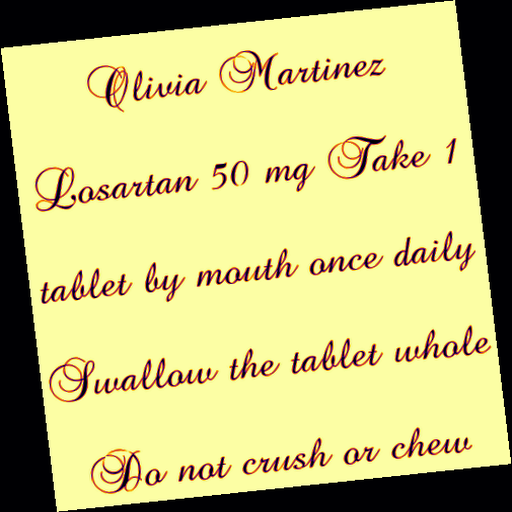 Olivia Martinez
Losartan 50 mg Take 1
tablet by mouth once daily
Swallow the tablet whole
Do not crush or chew